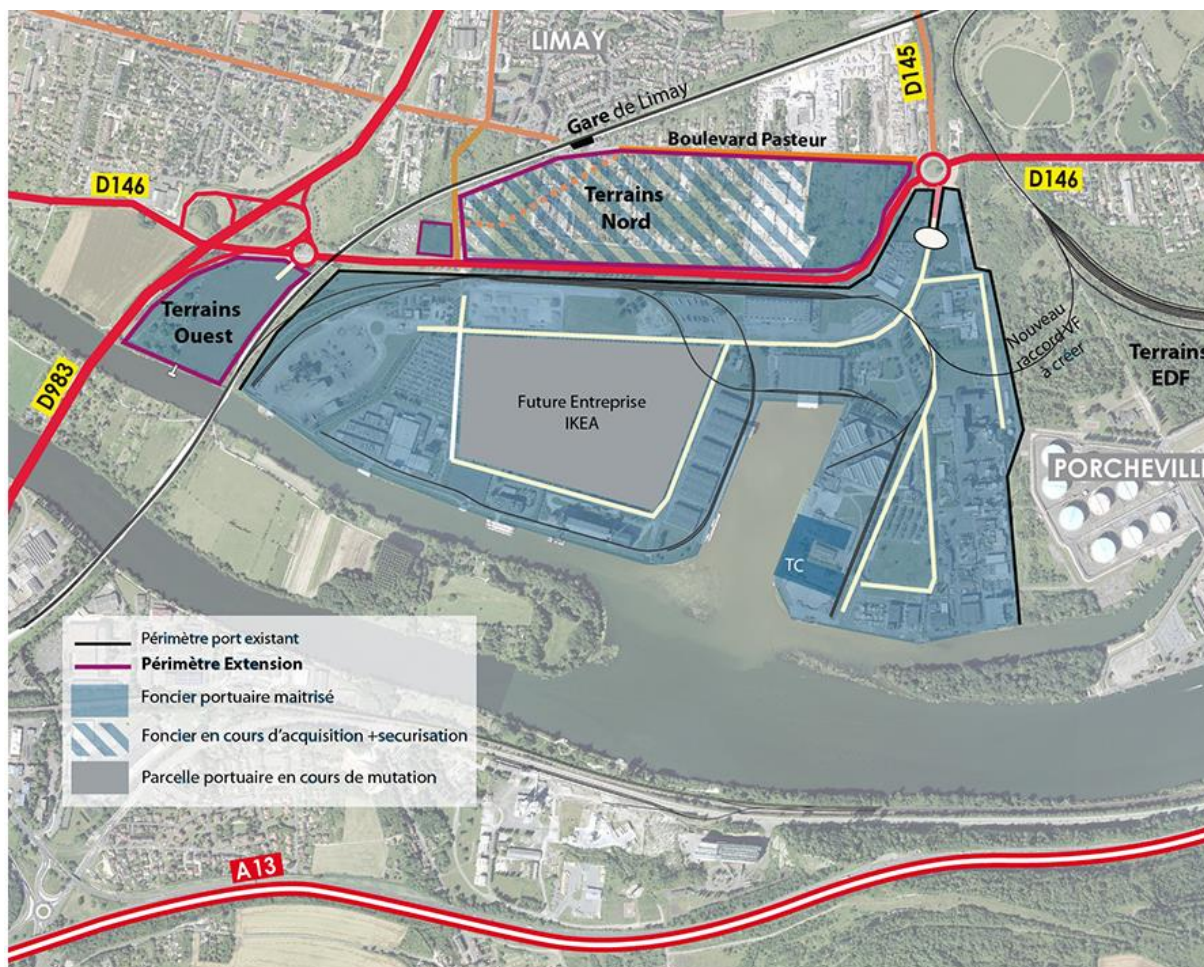 LIMAY
D145
Gare de Limay
Boulevard Pasteur
D146
D146
Terrains
Nord
Terrains
Ouest
D983
Nouveau
raccord VF
à créer
Terrains
EDF
Future Entreprise
IKEA
PORCHEVILLE
TC
Périmètre port existant
Périmètre Extension
Foncier portuaire maitrisé
Foncier en cours d'acquisition +securisation
Parcelle portuaire en cours de mutation
A13